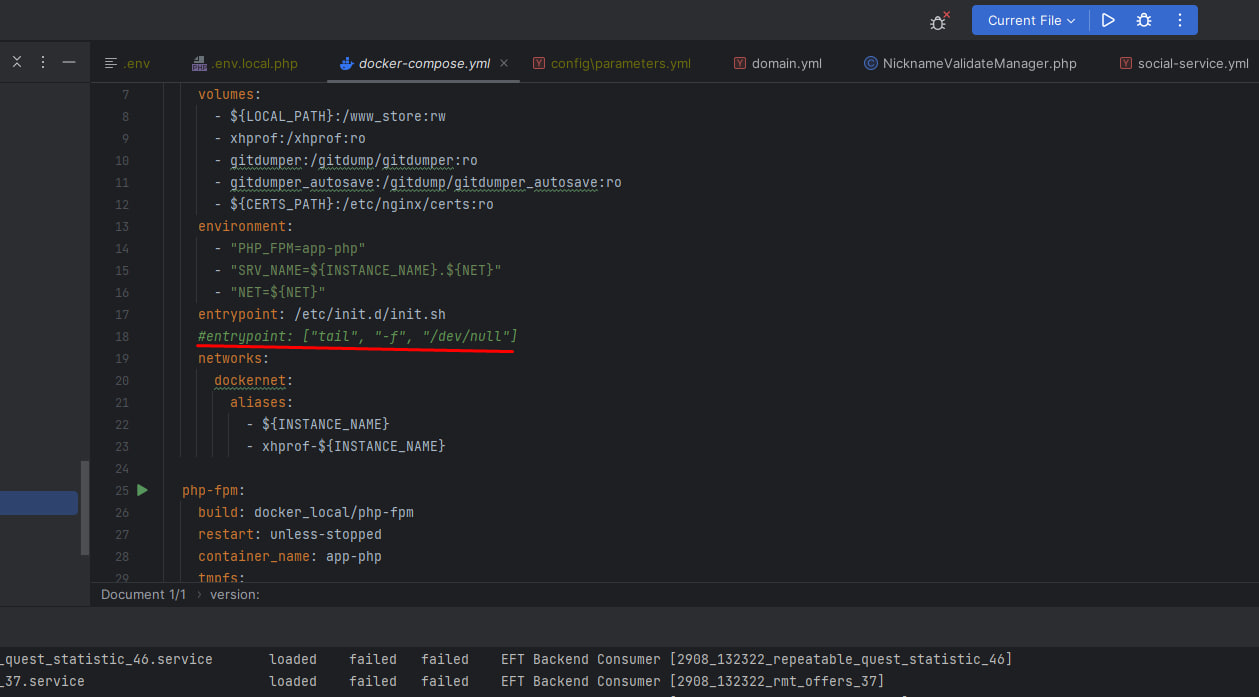 Current File
.env
.env.local.php
docker-compose.yml
config\parameters.yml
domain.yml
NicknameValidateManager.php
social-service.yml
7 volumes:
8 - ${LOCAL_PATH}:/www_store:rw
9 - xhprof:/xhprof:ro
10 - gitdumper:/gitdump/gitdumper:ro
11 - gitdumper_autosave:/gitdump/gitdumper_autosave:ro
12 - ${CERTS_PATH}:/etc/nginx/certs:ro
13 environment:
14 - "PHP_FPM=app-php"
15 - "SRV_NAME=${INSTANCE_NAME}.${NET}"
16 - "NET=${NET}"
17 entrypoint: /etc/init.d/init.sh
18 #entrypoint: ["tail", "-f", "/dev/null"]
19 networks:
20 dockernet:
21 aliases:
22 - ${INSTANCE_NAME}
23 - xhprof-${INSTANCE_NAME}
24
25 php-fpm:
26 build: docker_local/php-fpm
27 restart: unless-stopped
28 container_name: app-php
29 tmpfs:
Document 1/1 › version:
_quest_statistic_46.service loaded failed failed EFT Backend Consumer [2908_132322_repeatable_quest_statistic_46]
_37.service loaded failed failed EFT Backend Consumer [2908_132322_rmt_offers_37]